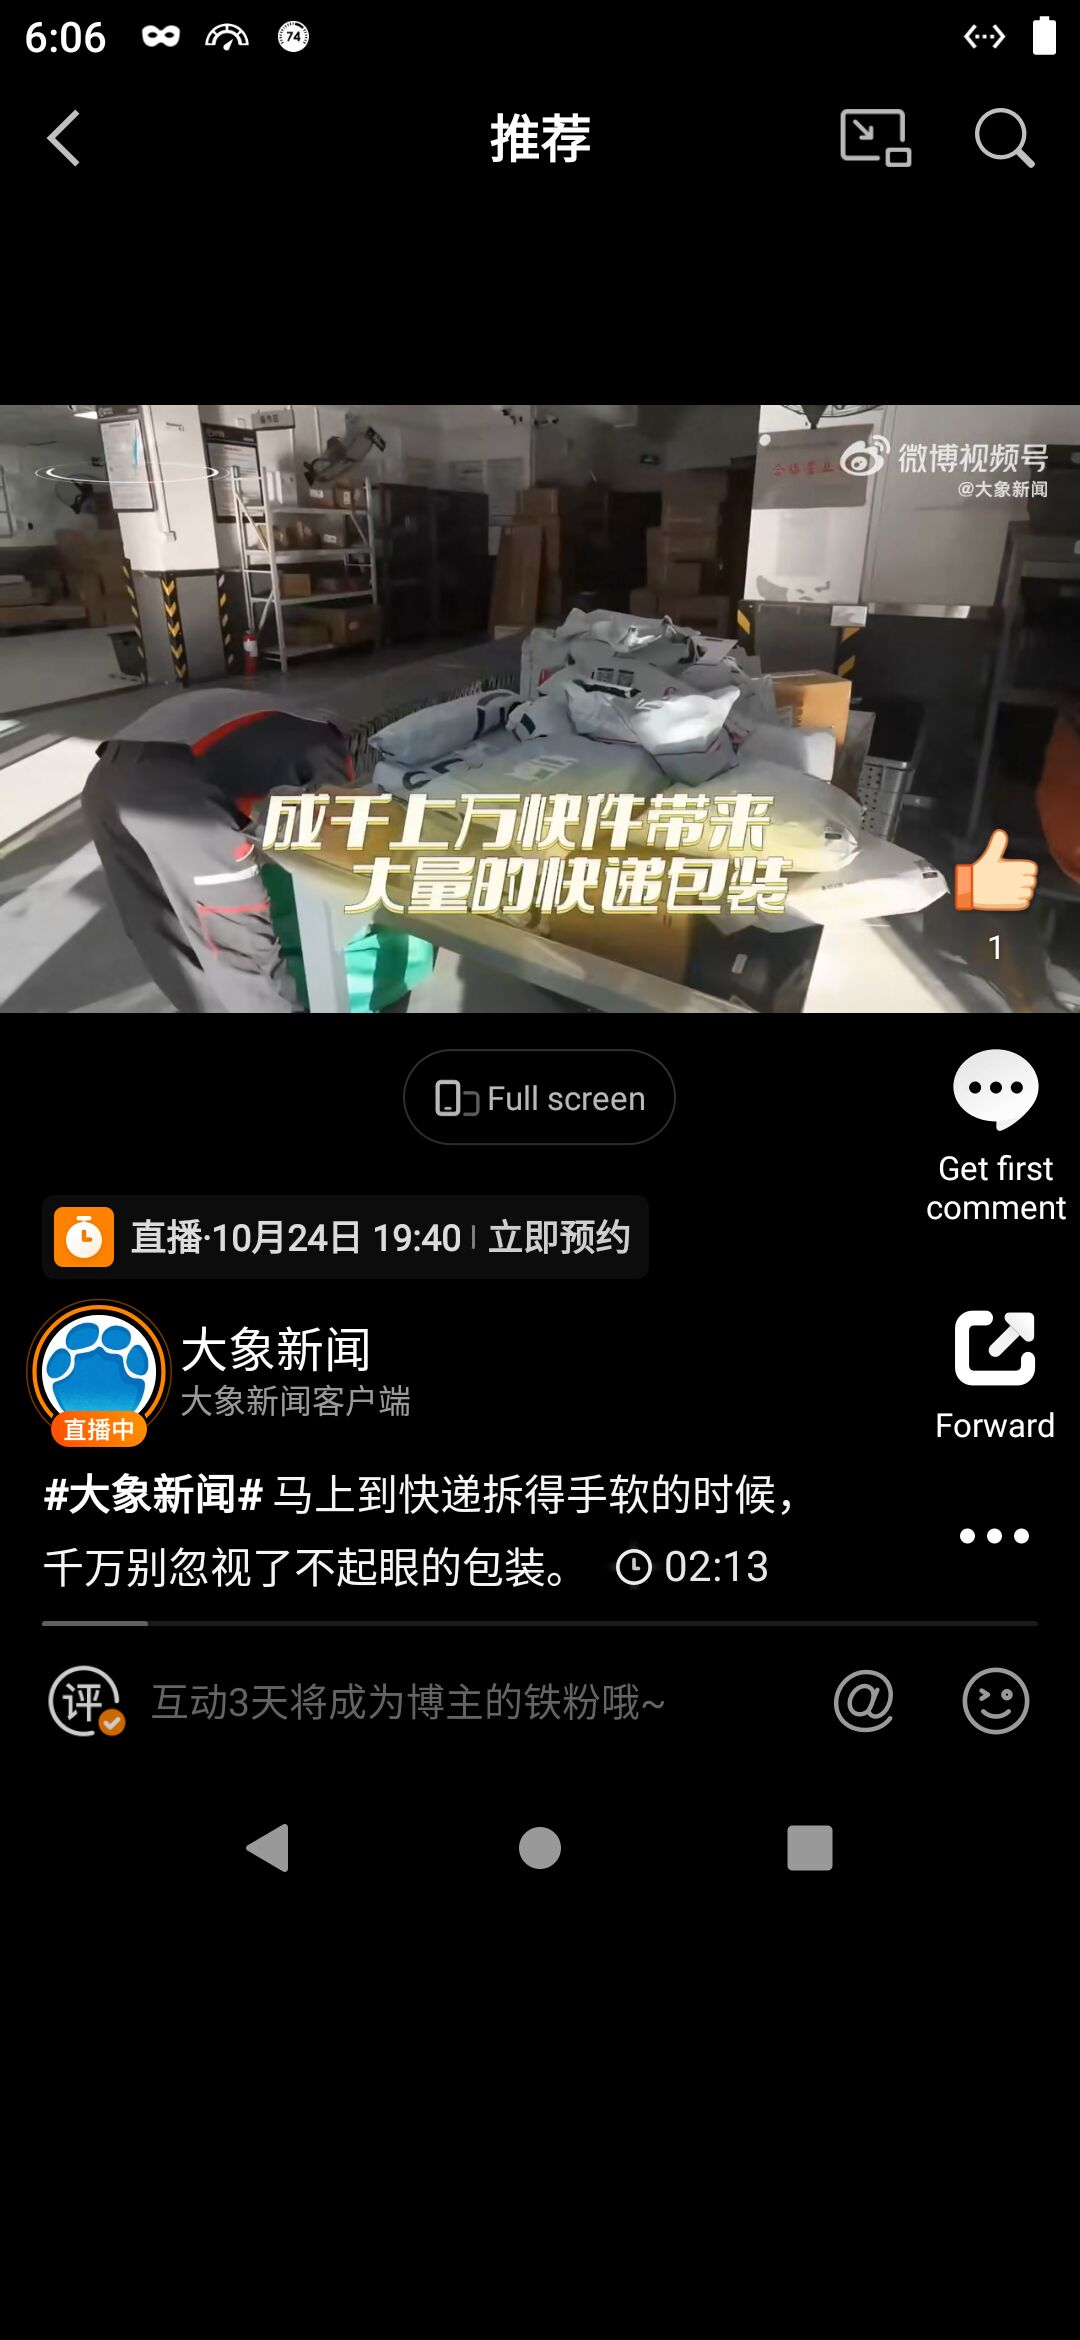 6:06
74
推荐
微博视频号
@大象新闻
成千上万快件带来
大量的快递包装
1
Full screen
Get first
comment
直播·10月24日 19:40 | 立即预约
大象新闻
大象新闻客户端
直播中
Forward
#大象新闻# 马上到快递拆得手软的时候，
千万别忽视了不起眼的包装。 02:13
评 互动3天将成为博主的铁粉哦~ @